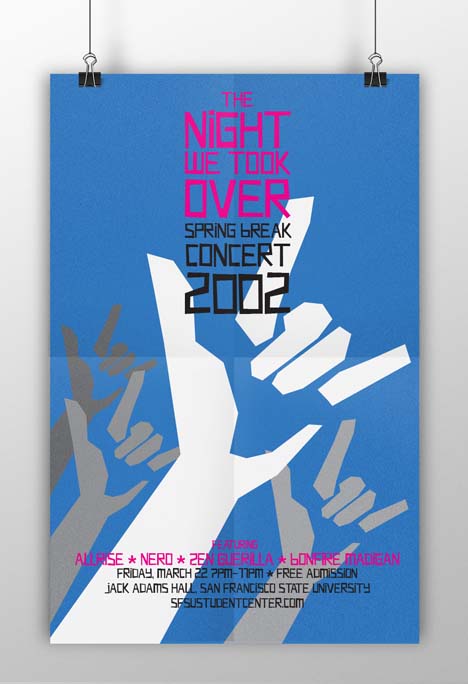 THE
NiGHT
WE TOOK
OVER
SPRiNG bREAK
CONCERT
2002
FEATURING
ALLRISE * NERO * ZEN GUERILLA * bONFIRE MADIGAN
FRIDAY, MARCH 22 7PM-11PM * FREE ADMISSION
jACK ADAMS HALL, SAN FRANCISCO STATE UNIVERSITY
SFSUSTUDENTCENTER.COM